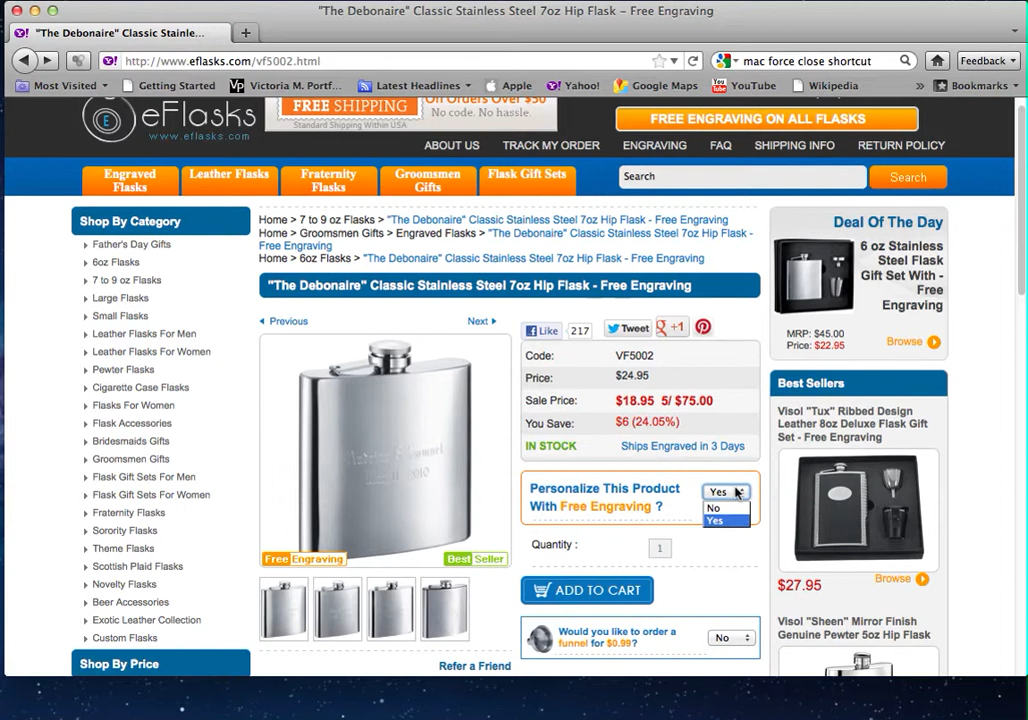 "The Debonaire" Classic Stainless Steel 7oz Hip Flask – Free Engraving
"The Debonaire" Classic Stainle...
http://www.eflasks.com/vf5002.html
mac force close shortcut
Feedback
Most Visited
Getting Started
Victoria M. Portf...
Latest Headlines
Apple
Yahoo!
Google Maps
YouTube
Wikipedia
Bookmarks
eFlasks
www.eflasks.com
FREE SHIPPING
On Orders Over $50
No code. No hassle.
Standard Shipping Within USA
FREE ENGRAVING ON ALL FLASKS
ABOUT US
TRACK MY ORDER
ENGRAVING
FAQ
SHIPPING INFO
RETURN POLICY
Engraved Flasks
Leather Flasks
Fraternity Flasks
Groomsmen Gifts
Flask Gift Sets
Search
Search
Shop By Category
Father's Day Gifts
6oz Flasks
7 to 9 oz Flasks
Large Flasks
Small Flasks
Leather Flasks For Men
Leather Flasks For Women
Pewter Flasks
Cigarette Case Flasks
Flasks For Women
Flask Accessories
Bridesmaids Gifts
Groomsmen Gifts
Flask Gift Sets For Men
Flask Gift Sets For Women
Fraternity Flasks
Sorority Flasks
Theme Flasks
Scottish Plaid Flasks
Novelty Flasks
Beer Accessories
Exotic Leather Collection
Custom Flasks
Shop By Price
Home > 7 to 9 oz Flasks > "The Debonaire" Classic Stainless Steel 7oz Hip Flask - Free Engraving
Home > Groomsmen Gifts > Engraved Flasks > "The Debonaire" Classic Stainless Steel 7oz Hip Flask -
Free Engraving
Home > 6oz Flasks > "The Debonaire" Classic Stainless Steel 7oz Hip Flask - Free Engraving
"The Debonaire" Classic Stainless Steel 7oz Hip Flask - Free Engraving
Previous
Next
Free Engraving
Best Seller
Refer a Friend
Like
217
Tweet
+1
Code:
VF5002
Price:
$24.95
Sale Price:
$18.95 5/ $75.00
You Save:
$6 (24.05%)
IN STOCK
Ships Engraved in 3 Days
Personalize This Product
With Free Engraving ?
Yes
No
Yes
Quantity :
1
ADD TO CART
Would you like to order a
funnel for $0.99?
No
Deal Of The Day
6 oz Stainless
Steel Flask
Gift Set With -
Free
Engraving
MRP: $45.00
Price: $22.95
Browse
Best Sellers
Visol "Tux" Ribbed Design
Leather 8oz Deluxe Flask Gift
Set - Free Engraving
$27.95
Browse
Visol "Sheen" Mirror Finish
Genuine Pewter 5oz Hip Flask